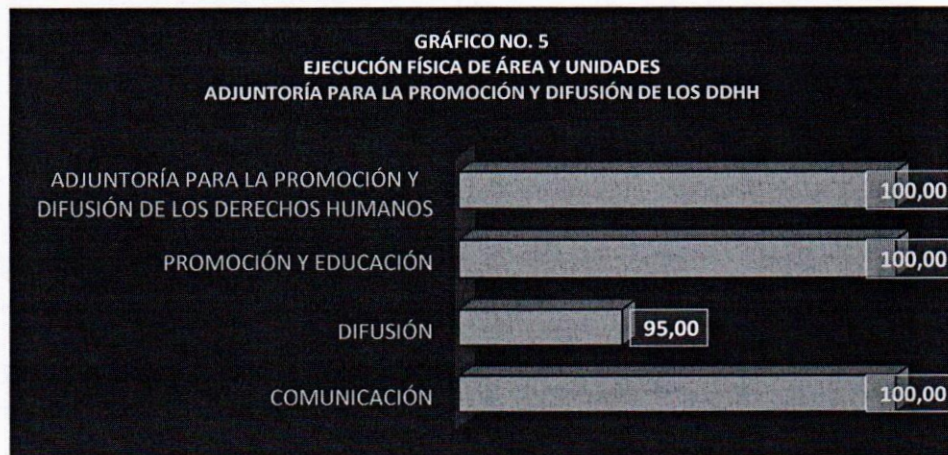 GRÁFICO NO. 5
EJECUCIÓN FÍSICA DE ÁREA Y UNIDADES
ADJUNTORÍA PARA LA PROMOCIÓN Y DIFUSIÓN DE LOS DDHH
ADJUNTORÍA PARA LA PROMOCIÓN Y
DIFUSIÓN DE LOS DERECHOS HUMANOS
100,00
PROMOCIÓN Y EDUCACIÓN
100,00
DIFUSIÓN
95,00
COMUNICACIÓN
100,00